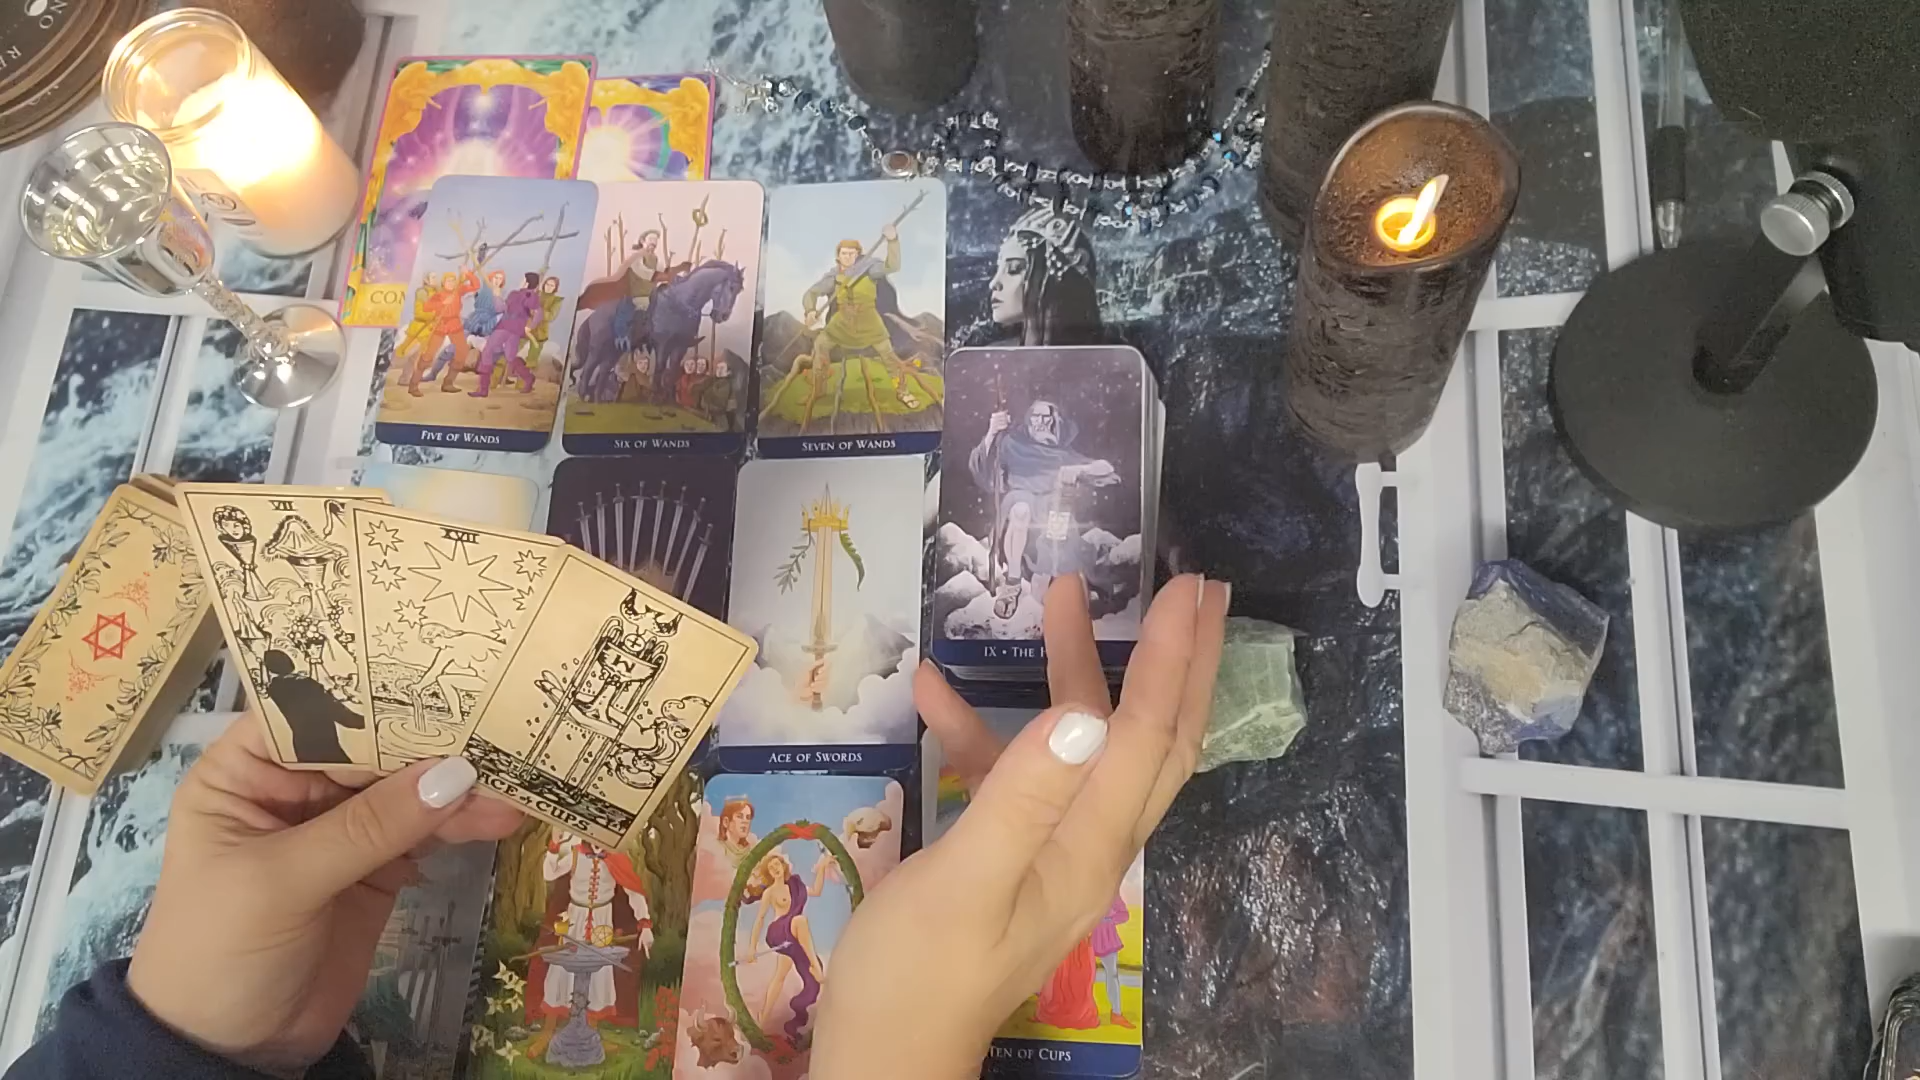 COM
FIVE OF WANDS
SIX OF WANDS
SEVEN OF WANDS
VII
XVII
IX • THE H
ACE OF SWORDS
ACE of CUPS.
TEN OF CUPS